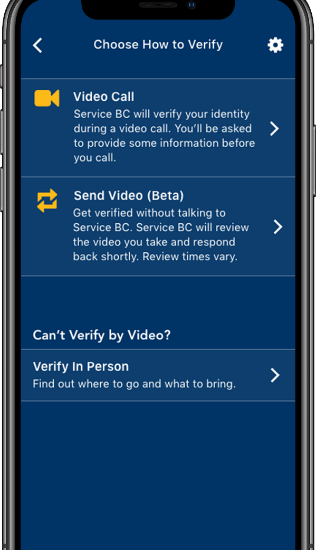 Choose How to Verify
Video Call
Service BC will verify your identity
during a video call. You'll be asked
to provide some information before
you call.
Send Video (Beta)
Get verified without talking to
Service BC. Service BC will review
the video you take and respond
back shortly. Review times vary.
Can't Verify by Video?
Verify In Person
Find out where to go and what to bring.